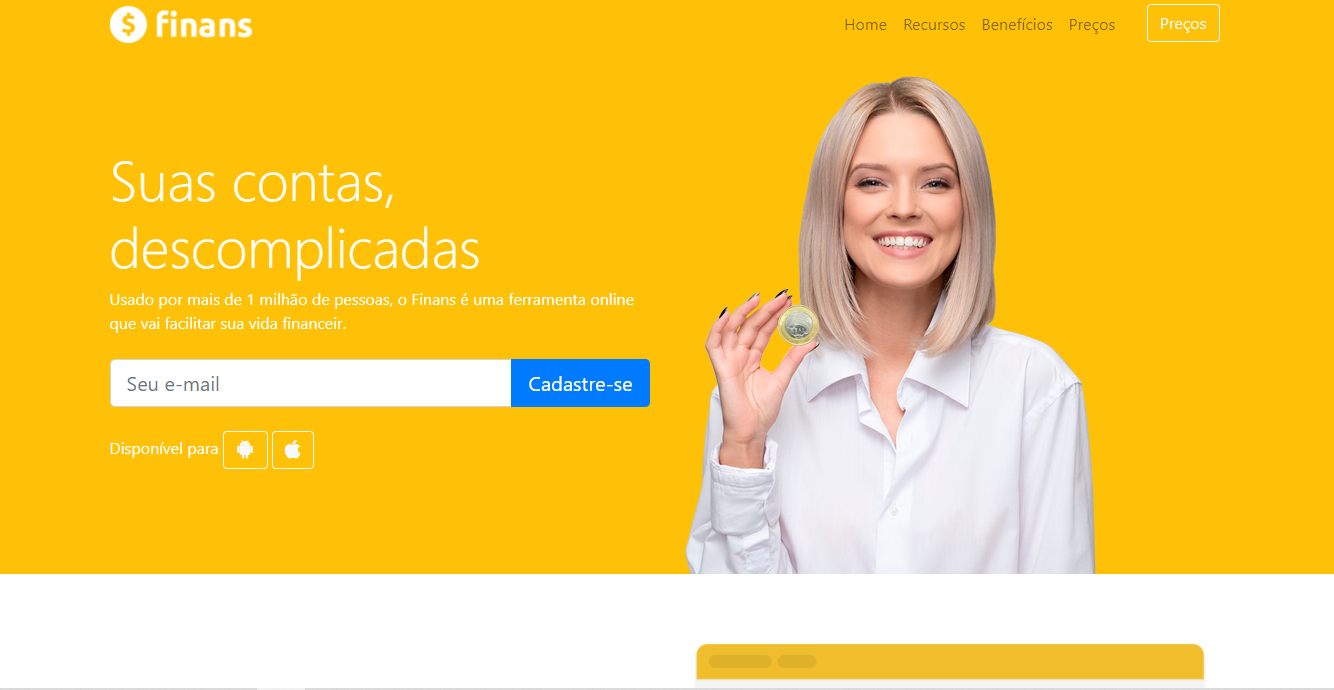 $ finans
Home Recursos Benefícios Preços Preços
Suas contas,
descomplicadas
Usado por mais de 1 milhão de pessoas, o Finans é uma ferramenta online
que vai facilitar sua vida financeir.
Seu e-mail Cadastre-se
Disponível para